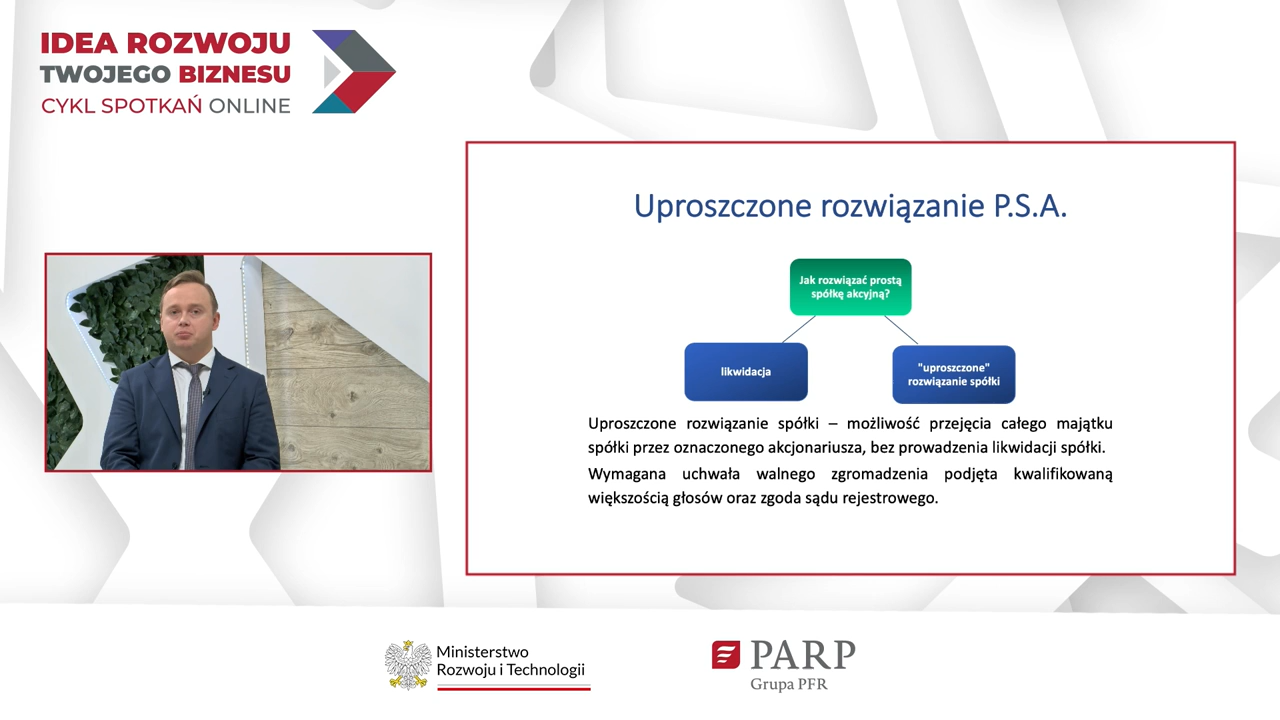 IDEA ROZWOJU
TWOJEGO BIZNESU
CYKL SPOTKAŃ ONLINE
Uproszczone rozwiązanie P.S.A.
Jak rozwiązać prostą
spółkę akcyjną?
likwidacja
"uproszczone"
rozwiązanie spółki
Uproszczone rozwiązanie spółki – możliwość przejęcia całego majątku
spółki przez oznaczonego akcjonariusza, bez prowadzenia likwidacji spółki.
Wymagana uchwała walnego zgromadzenia podjęta kwalifikowaną
większością głosów oraz zgoda sądu rejestrowego.
Ministerstwo
Rozwoju i Technologii
PARP
Grupa PFR